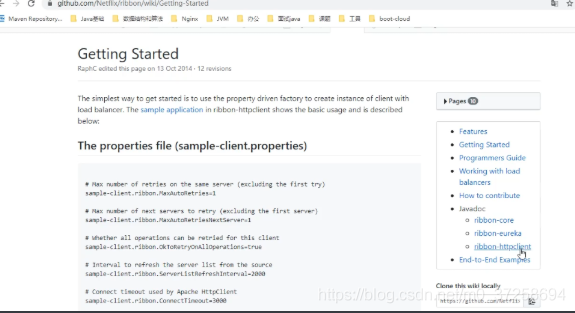 github.com/Netflix/ribbon/wiki/Getting-Started
Maven Repository... Java基础 数据结构和算法 Nginx JVM 办公 面试java 课题 工具 boot-cloud
Getting Started
RaphC edited this page on 13 Oct 2014 · 12 revisions
The simplest way to get started is to use the property driven factory to create instance of client with
load balancer. The sample application in ribbon-httpclient shows the basic usage and is described
below:
The properties file (sample-client.properties)
# Max number of retries on the same server (excluding the first try)
sample-client.ribbon.MaxAutoRetries=1
# Max number of next servers to retry (excluding the first server)
sample-client.ribbon.MaxAutoRetriesNextServer=1
# Whether all operations can be retried for this client
sample-client.ribbon.OkToRetryOnAllOperations=true
# Interval to refresh the server list from the source
sample-client.ribbon.ServerListRefreshInterval=2000
# Connect timeout used by Apache HttpClient
sample-client.ribbon.ConnectTimeout=3000
Pages 10
Features
Getting Started
Programmers Guide
Working with load
balancers
How to contribute
Javadoc
ribbon-core
ribbon-eureka
ribbon-httpclient
End-to-End Examples
Clone this wiki locally
https://github.com/Netflix
https://blog.csdn.net/m0_37258694